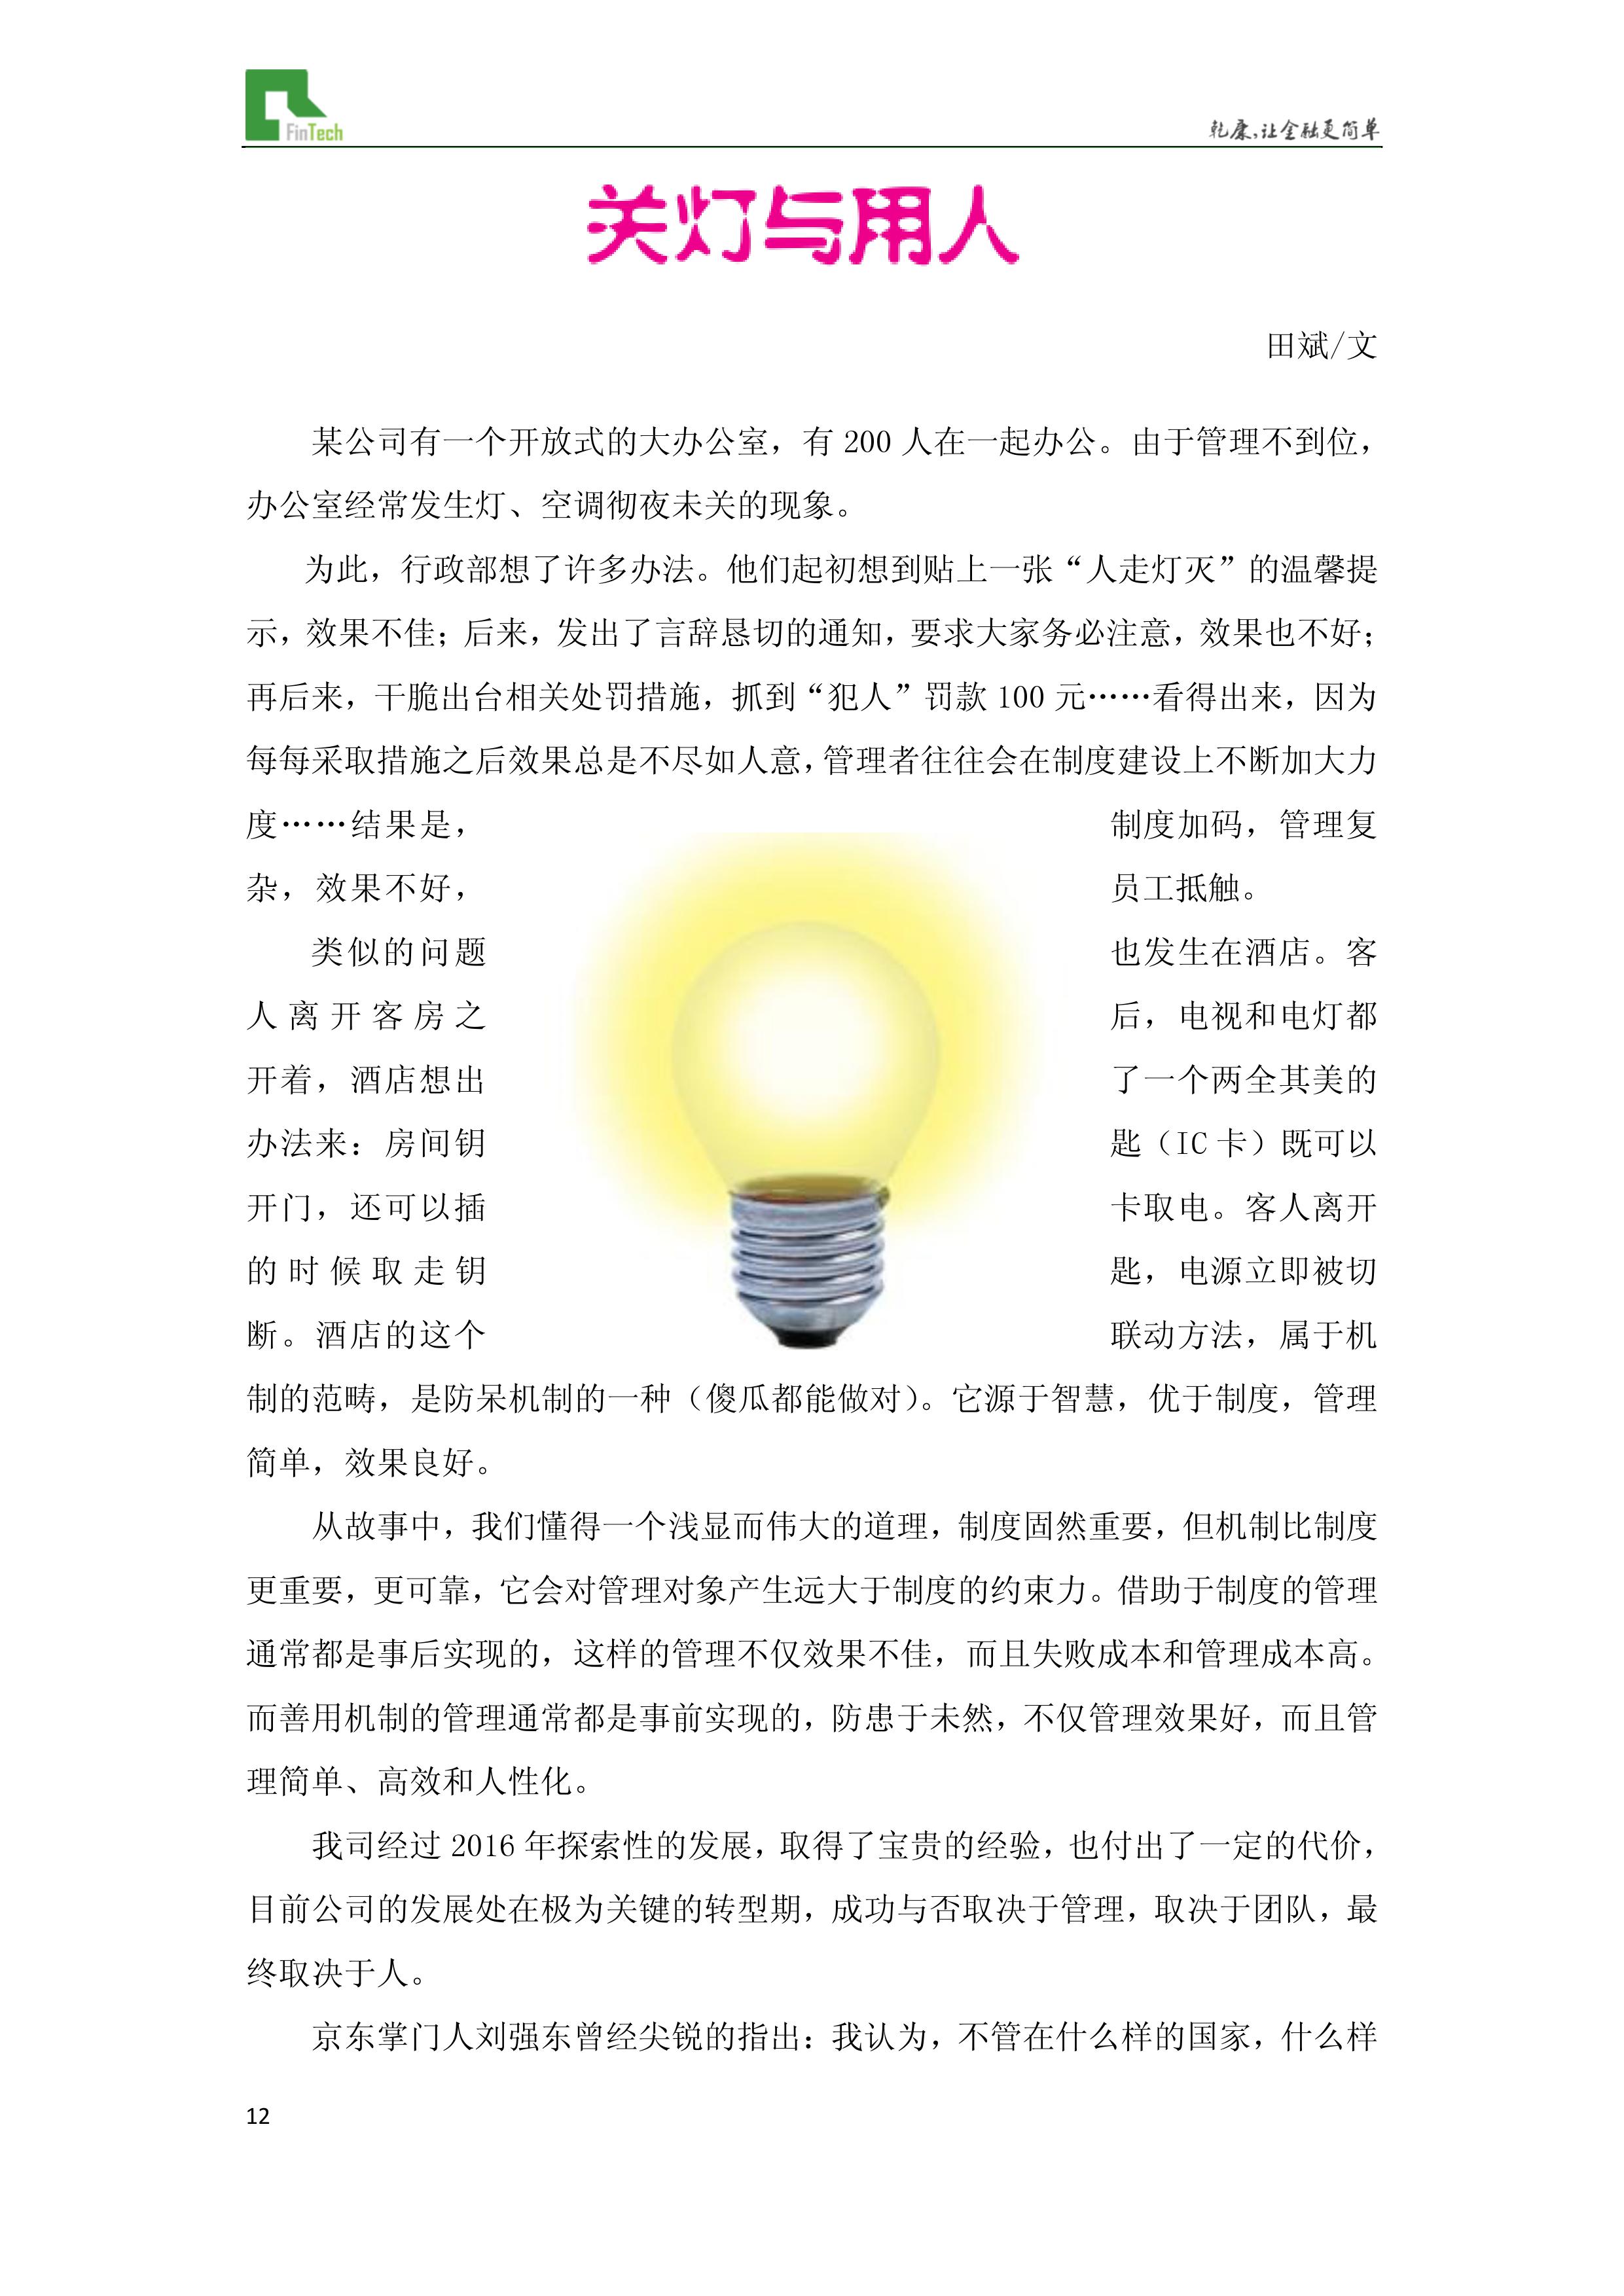 FinTech
乾康,让金融更简单
关灯与用人
田斌/文
某公司有一个开放式的大办公室，有 200 人在一起办公。由于管理不到位，
办公室经常发生灯、空调彻夜未关的现象。
为此，行政部想了许多办法。他们起初想到贴上一张“人走灯灭”的温馨提
示，效果不佳；后来，发出了言辞恳切的通知，要求大家务必注意，效果也不好；
再后来，干脆出台相关处罚措施，抓到“犯人”罚款 100 元……看得出来，因为
每每采取措施之后效果总是不尽如人意，管理者往往会在制度建设上不断加大力
度……结果是，制度加码，管理复
杂，效果不好，员工抵触。
类似的问题也发生在酒店。客
人离开客房之后，电视和电灯都
开着，酒店想出了一个两全其美的
办法来：房间钥匙（IC 卡）既可以
开门，还可以插卡取电。客人离开
的时候取走钥匙，电源立即被切
断。酒店的这个联动方法，属于机
制的范畴，是防呆机制的一种（傻瓜都能做对）。它源于智慧，优于制度，管理
简单，效果良好。
从故事中，我们懂得一个浅显而伟大的道理，制度固然重要，但机制比制度
更重要，更可靠，它会对管理对象产生远大于制度的约束力。借助于制度的管理
通常都是事后实现的，这样的管理不仅效果不佳，而且失败成本和管理成本高。
而善用机制的管理通常都是事前实现的，防患于未然，不仅管理效果好，而且管
理简单、高效和人性化。
我司经过 2016 年探索性的发展，取得了宝贵的经验，也付出了一定的代价，
目前公司的发展处在极为关键的转型期，成功与否取决于管理，取决于团队，最
终取决于人。
京东掌门人刘强东曾经尖锐的指出：我认为，不管在什么样的国家，什么样
12